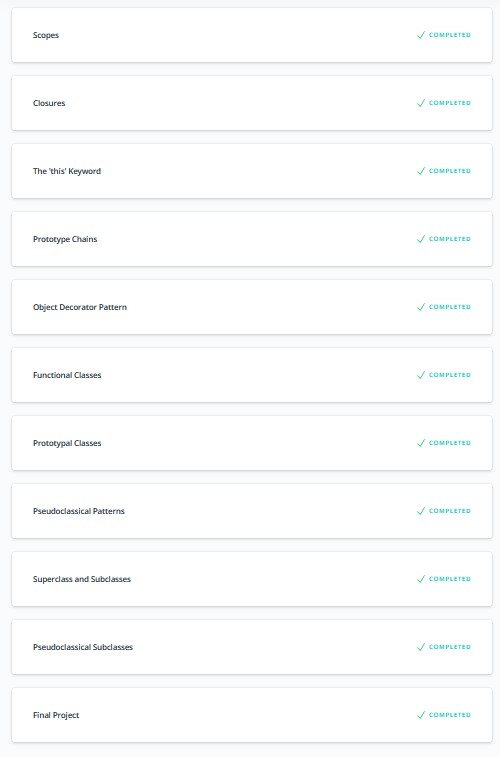 Scopes COMPLETED
Closures COMPLETED
The 'this' Keyword COMPLETED
Prototype Chains COMPLETED
Object Decorator Pattern COMPLETED
Functional Classes COMPLETED
Prototypal Classes COMPLETED
Pseudoclassical Patterns COMPLETED
Superclass and Subclasses COMPLETED
Pseudoclassical Subclasses COMPLETED
Final Project COMPLETED